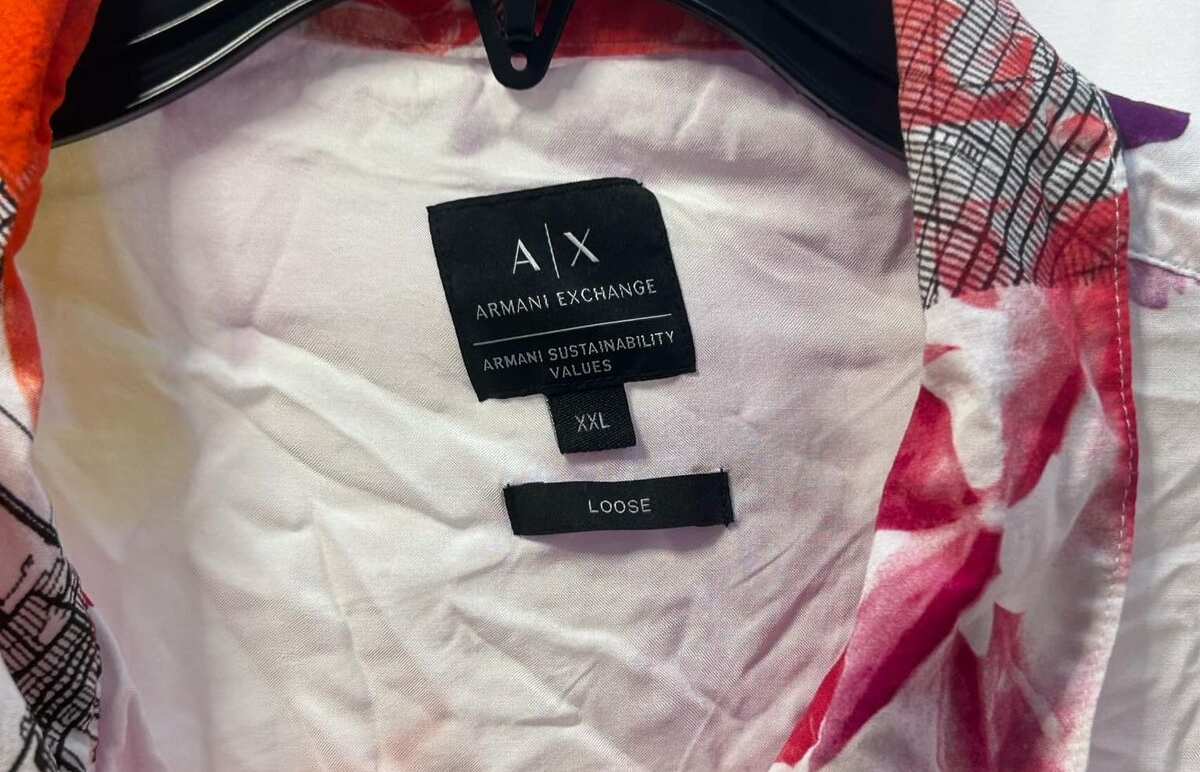 A|X
ARMANI EXCHANGE
ARMANI SUSTAINABILITY
VALUES
XXL
LOOSE